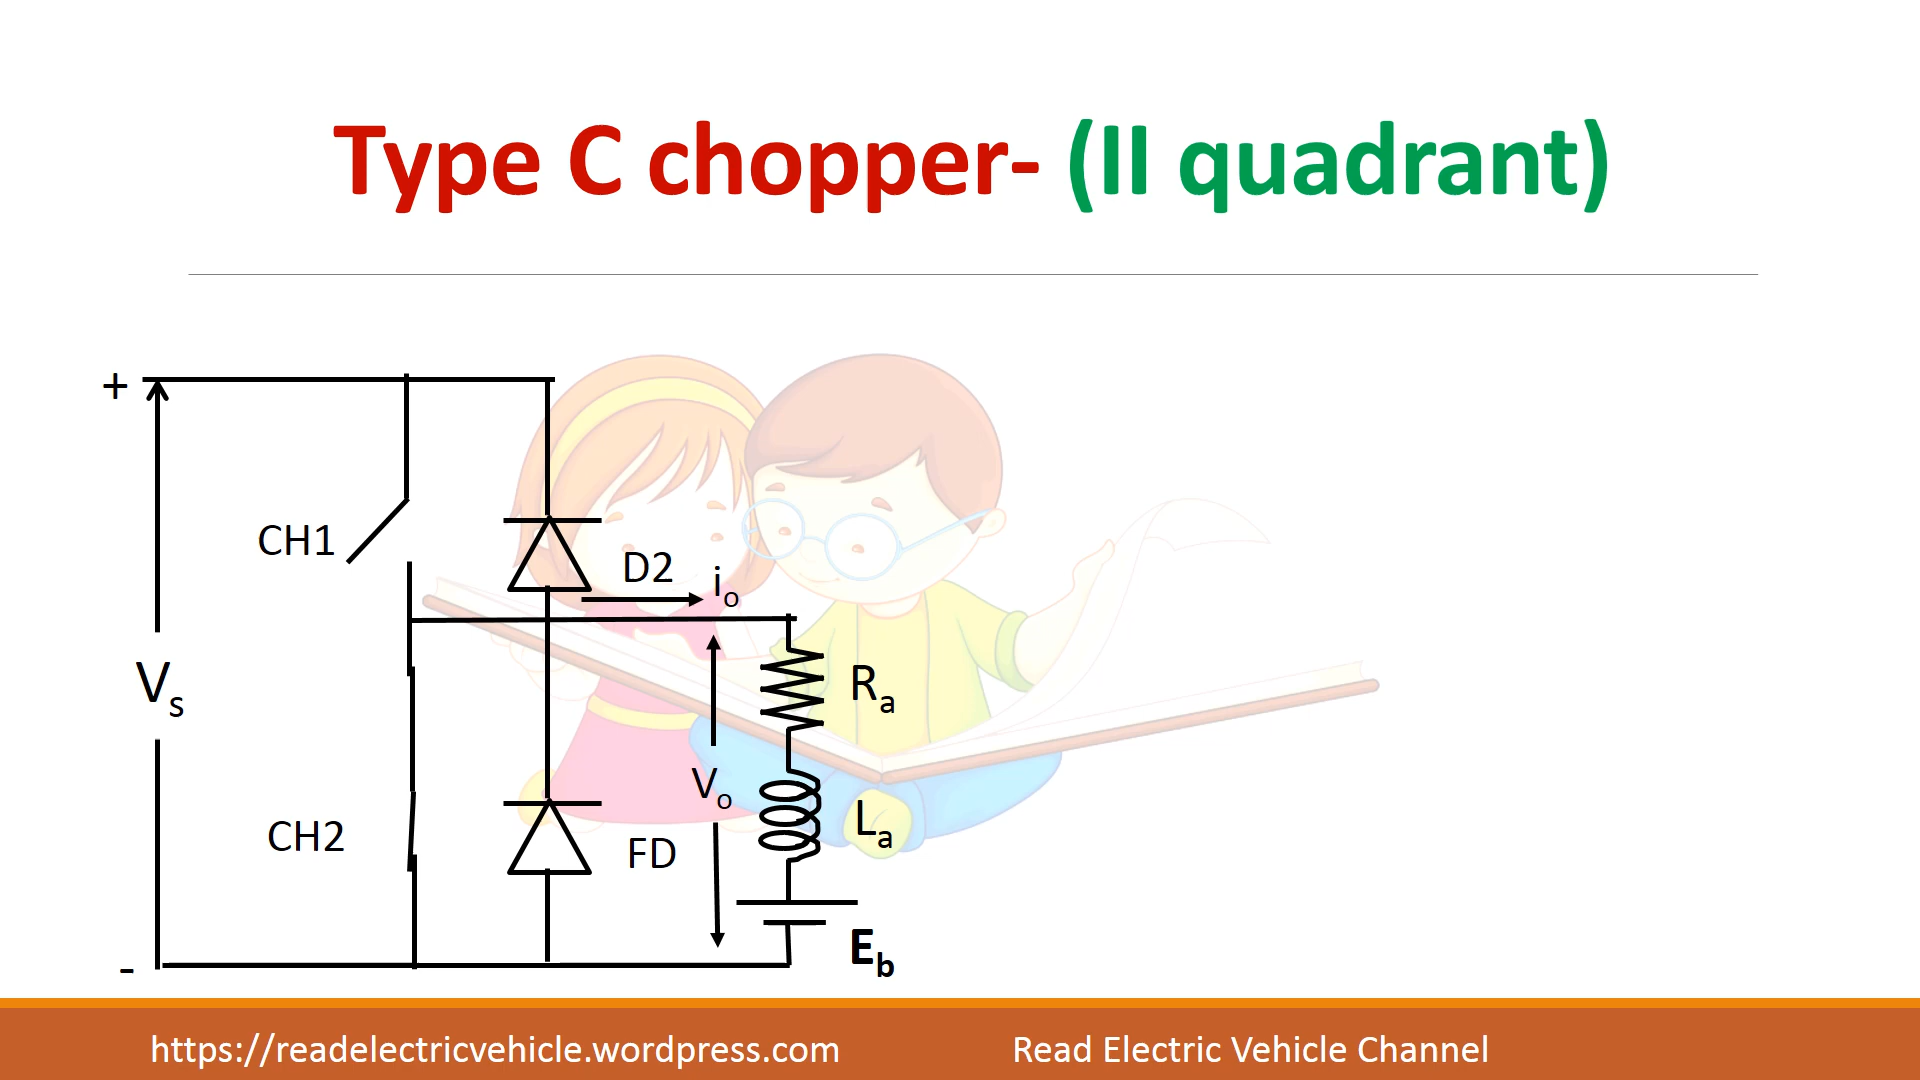 Type C chopper- (II quadrant)
+
CH1
D2
io
Vs
Ra
Vo
La
CH2
FD
Eb
-
https://readelectricvehicle.wordpress.com
Read Electric Vehicle Channel